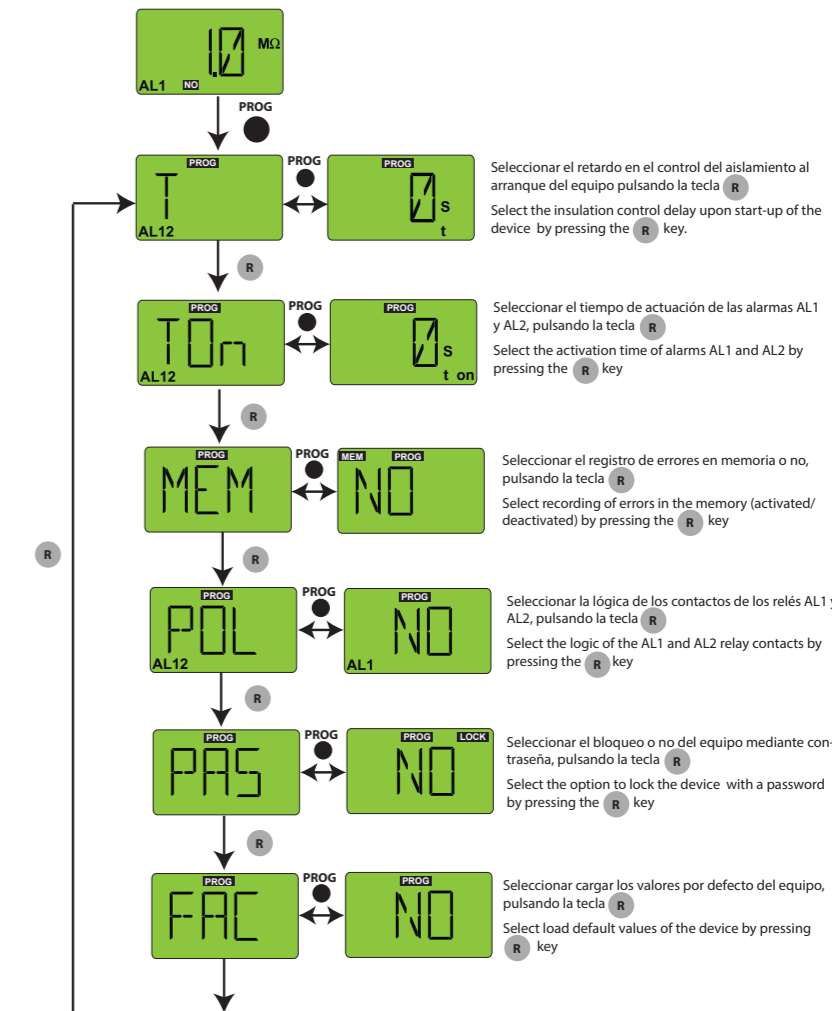 1.0 MΩ
AL1 NO
PROG
PROG
T
AL12
PROG
PROG
0 s
t
Seleccionar el retardo en el control del aislamiento al
arranque del equipo pulsando la tecla R
Select the insulation control delay upon start-up of the
device by pressing the R key.
R
PROG
TOn
AL12
PROG
PROG
0 s
t on
Seleccionar el tiempo de actuación de las alarmas AL1
y AL2, pulsando la tecla R
Select the activation time of alarms AL1 and AL2 by
pressing the R key
R
PROG
MEM
PROG
MEM PROG
NO
Seleccionar el registro de errores en memoria o no,
pulsando la tecla R
Select recording of errors in the memory (activated/
deactivated) by pressing the R key
R
R
PROG
POL
AL12
PROG
PROG
NO
AL1
Seleccionar la lógica de los contactos de los relés AL1 y
AL2, pulsando la tecla R
Select the logic of the AL1 and AL2 relay contacts by
pressing the R key
R
PROG
PAS
PROG
PROG LOCK
NO
Seleccionar el bloqueo o no del equipo mediante con-
traseña, pulsando la tecla R
Select the option to lock the device with a password
by pressing the R key
R
PROG
FAC
PROG
PROG
NO
Seleccionar cargar los valores por defecto del equipo,
pulsando la tecla R
Select load default values of the device by pressing
R key